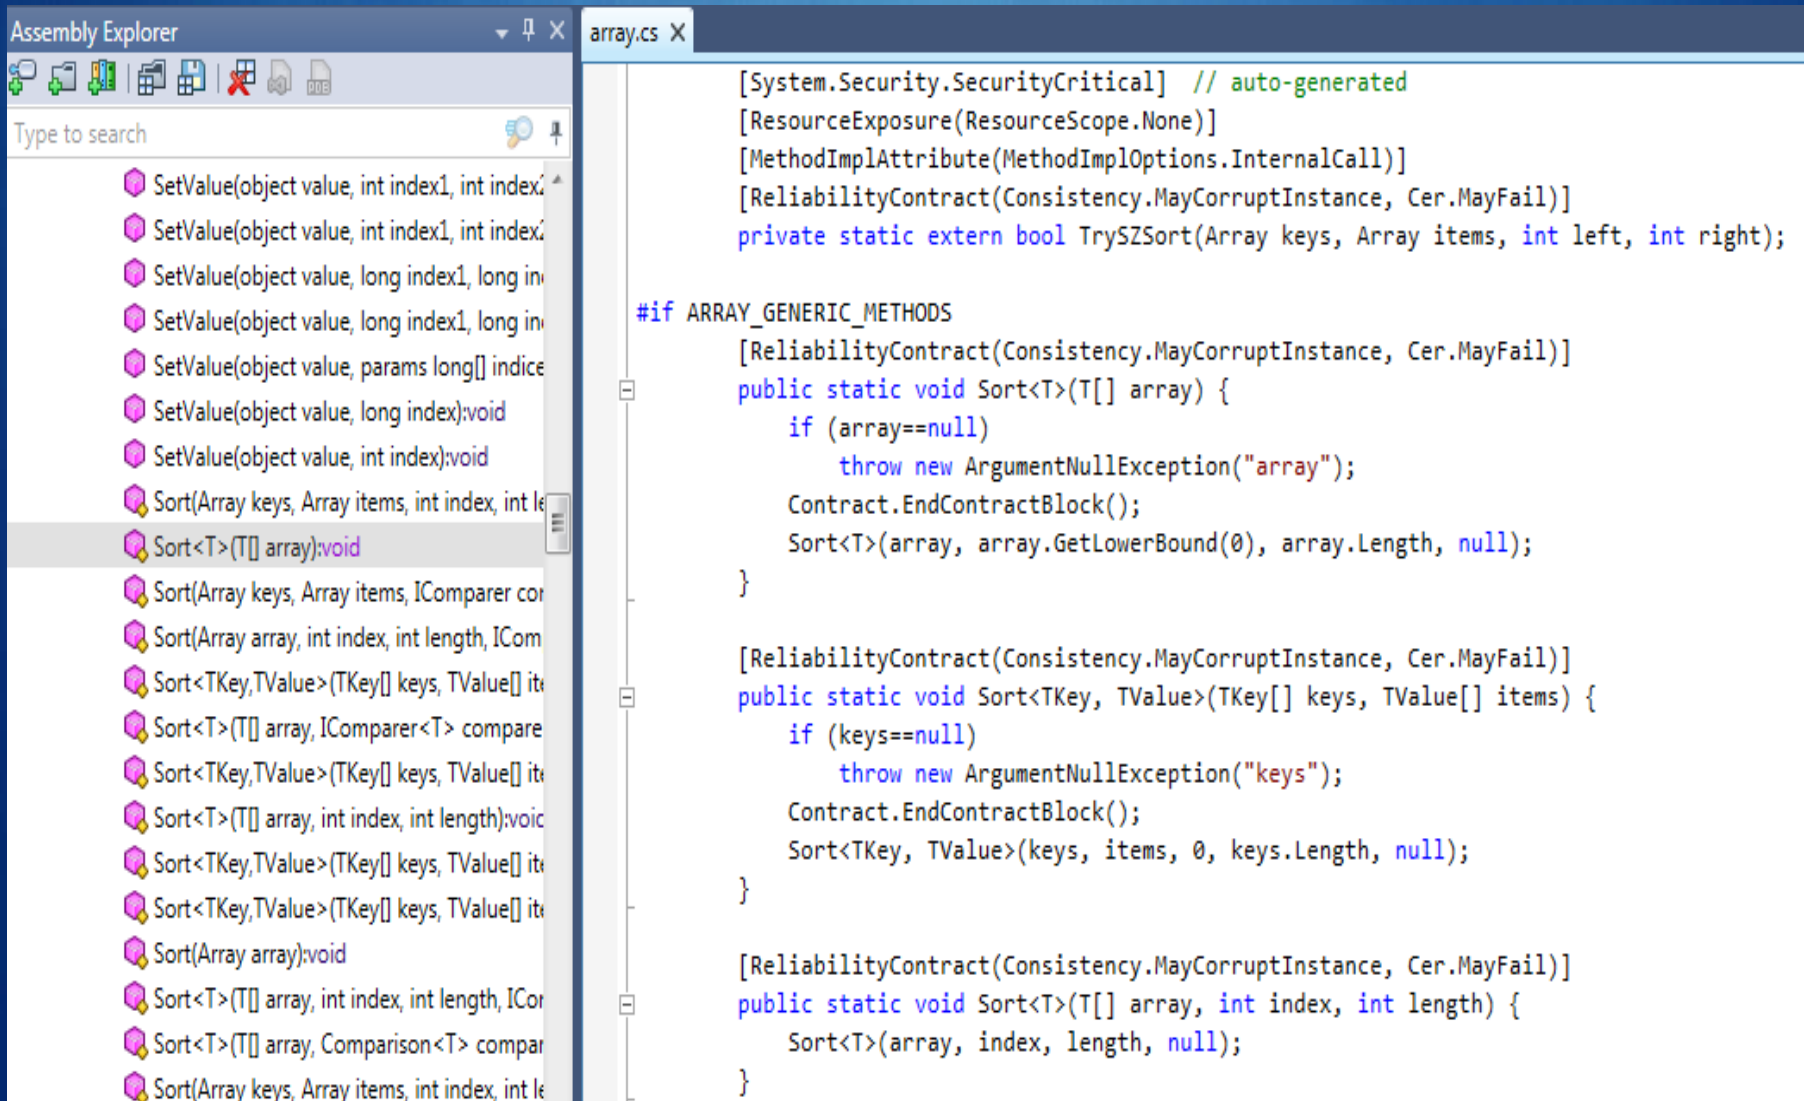 Assembly Explorer
Type to search
SetValue(object value, int index1, int index2
SetValue(object value, int index1, int index2
SetValue(object value, long index1, long in
SetValue(object value, long index1, long in
SetValue(object value, params long[] indice
SetValue(object value, long index):void
SetValue(object value, int index):void
Sort(Array keys, Array items, int index, int le
Sort<T>(T[] array):void
Sort(Array keys, Array items, IComparer cor
Sort(Array array, int index, int length, ICom
Sort<TKey,TValue>(TKey[] keys, TValue[] ite
Sort<T>(T[] array, IComparer<T> compare
Sort<TKey,TValue>(TKey[] keys, TValue[] ite
Sort<T>(T[] array, int index, int length):voic
Sort<TKey,TValue>(TKey[] keys, TValue[] ite
Sort<TKey,TValue>(TKey[] keys, TValue[] ite
Sort(Array array):void
Sort<T>(T[] array, int index, int length, ICor
Sort<T>(T[] array, Comparison<T> compar
Sort(Array keys, Array items, int index, int le
array.cs
[System.Security.SecurityCritical]  // auto-generated
[ResourceExposure(ResourceScope.None)]
[MethodImplAttribute(MethodImplOptions.InternalCall)]
[ReliabilityContract(Consistency.MayCorruptInstance, Cer.MayFail)]
private static extern bool TrySZSort(Array keys, Array items, int left, int right);
#if ARRAY_GENERIC_METHODS
[ReliabilityContract(Consistency.MayCorruptInstance, Cer.MayFail)]
public static void Sort<T>(T[] array) {
if (array==null)
throw new ArgumentNullException("array");
Contract.EndContractBlock();
Sort<T>(array, array.GetLowerBound(0), array.Length, null);
}
[ReliabilityContract(Consistency.MayCorruptInstance, Cer.MayFail)]
public static void Sort<TKey, TValue>(TKey[] keys, TValue[] items) {
if (keys==null)
throw new ArgumentNullException("keys");
Contract.EndContractBlock();
Sort<TKey, TValue>(keys, items, 0, keys.Length, null);
}
[ReliabilityContract(Consistency.MayCorruptInstance, Cer.MayFail)]
public static void Sort<T>(T[] array, int index, int length) {
Sort<T>(array, index, length, null);
}